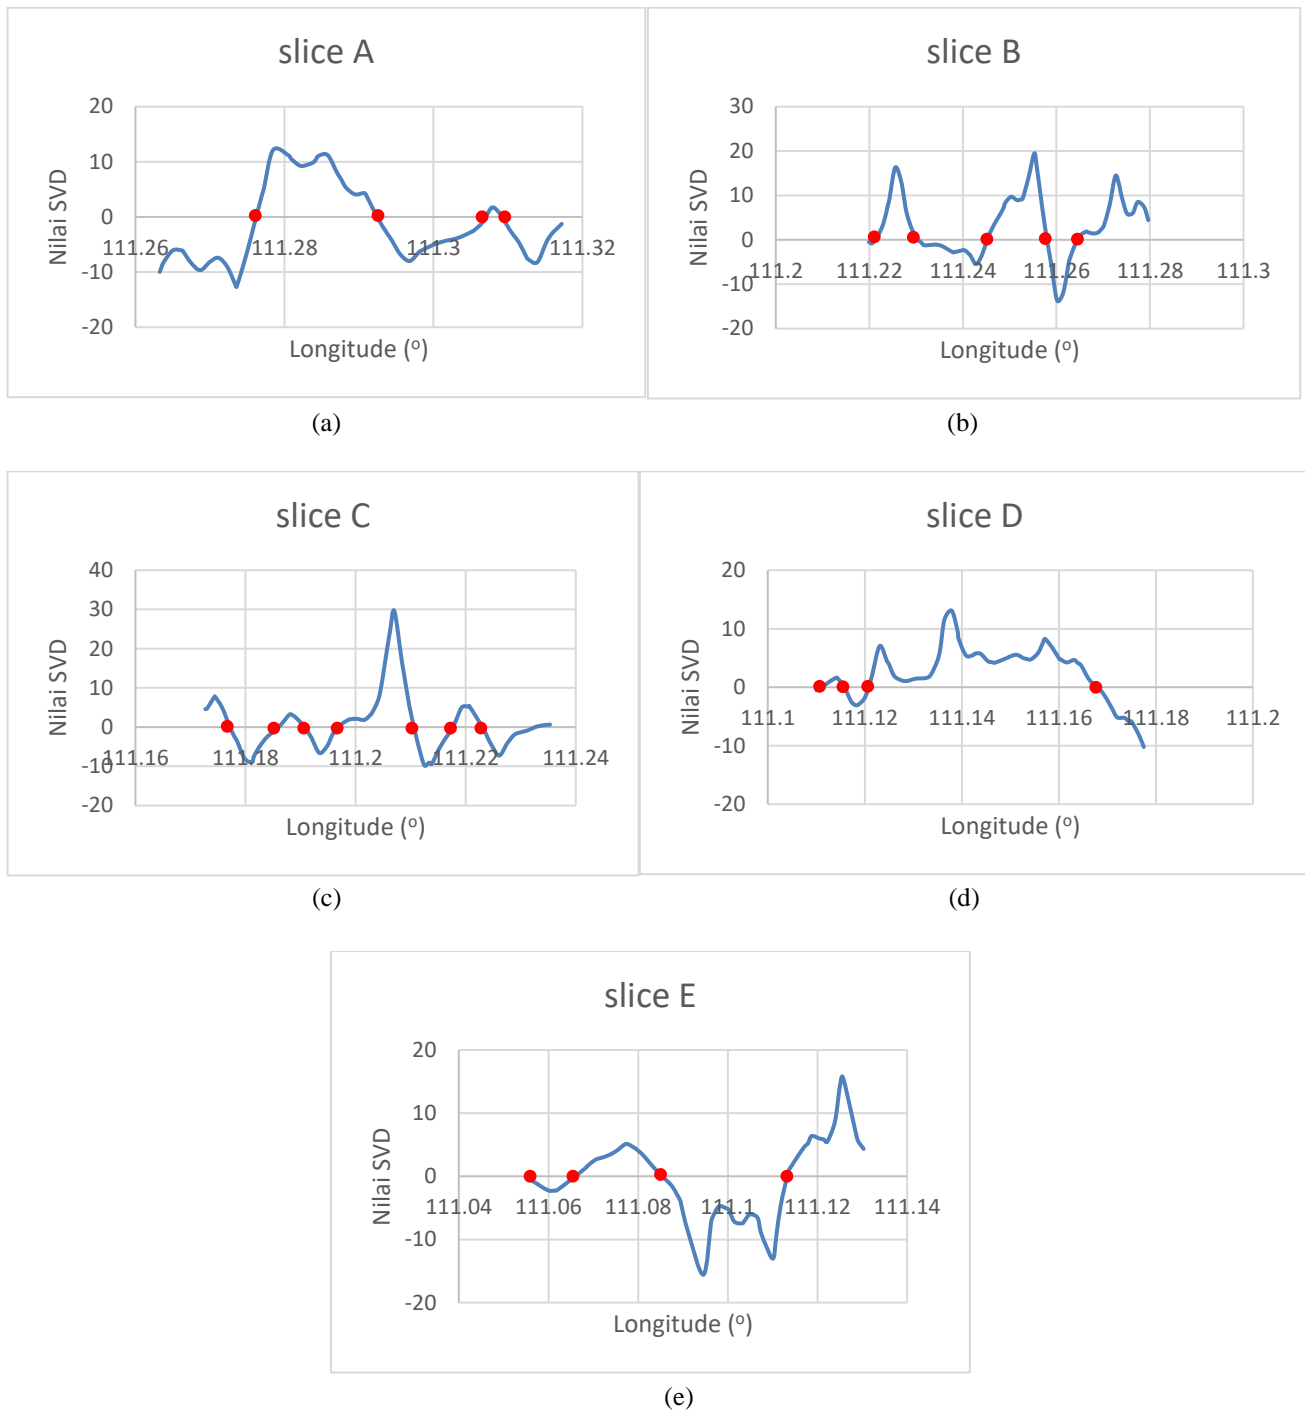 slice A
20
10
0
-10
-20
111.26 111.28 111.3 111.32
Nilai SVD
Longitude (º)
(a)
slice B
30
20
10
0
-10
-20
111.2 111.22 111.24 111.26 111.28 111.3
Nilai SVD
Longitude (º)
(b)
slice C
40
30
20
10
0
-10
-20
111.16 111.18 111.2 111.22 111.24
Nilai SVD
Longitude (º)
(c)
slice D
20
10
0
-10
-20
111.1 111.12 111.14 111.16 111.18 111.2
Nilai SVD
Longitude (º)
(d)
slice E
20
10
0
-10
-20
111.04 111.06 111.08 111.1 111.12 111.14
Nilai SVD
Longitude (º)
(e)